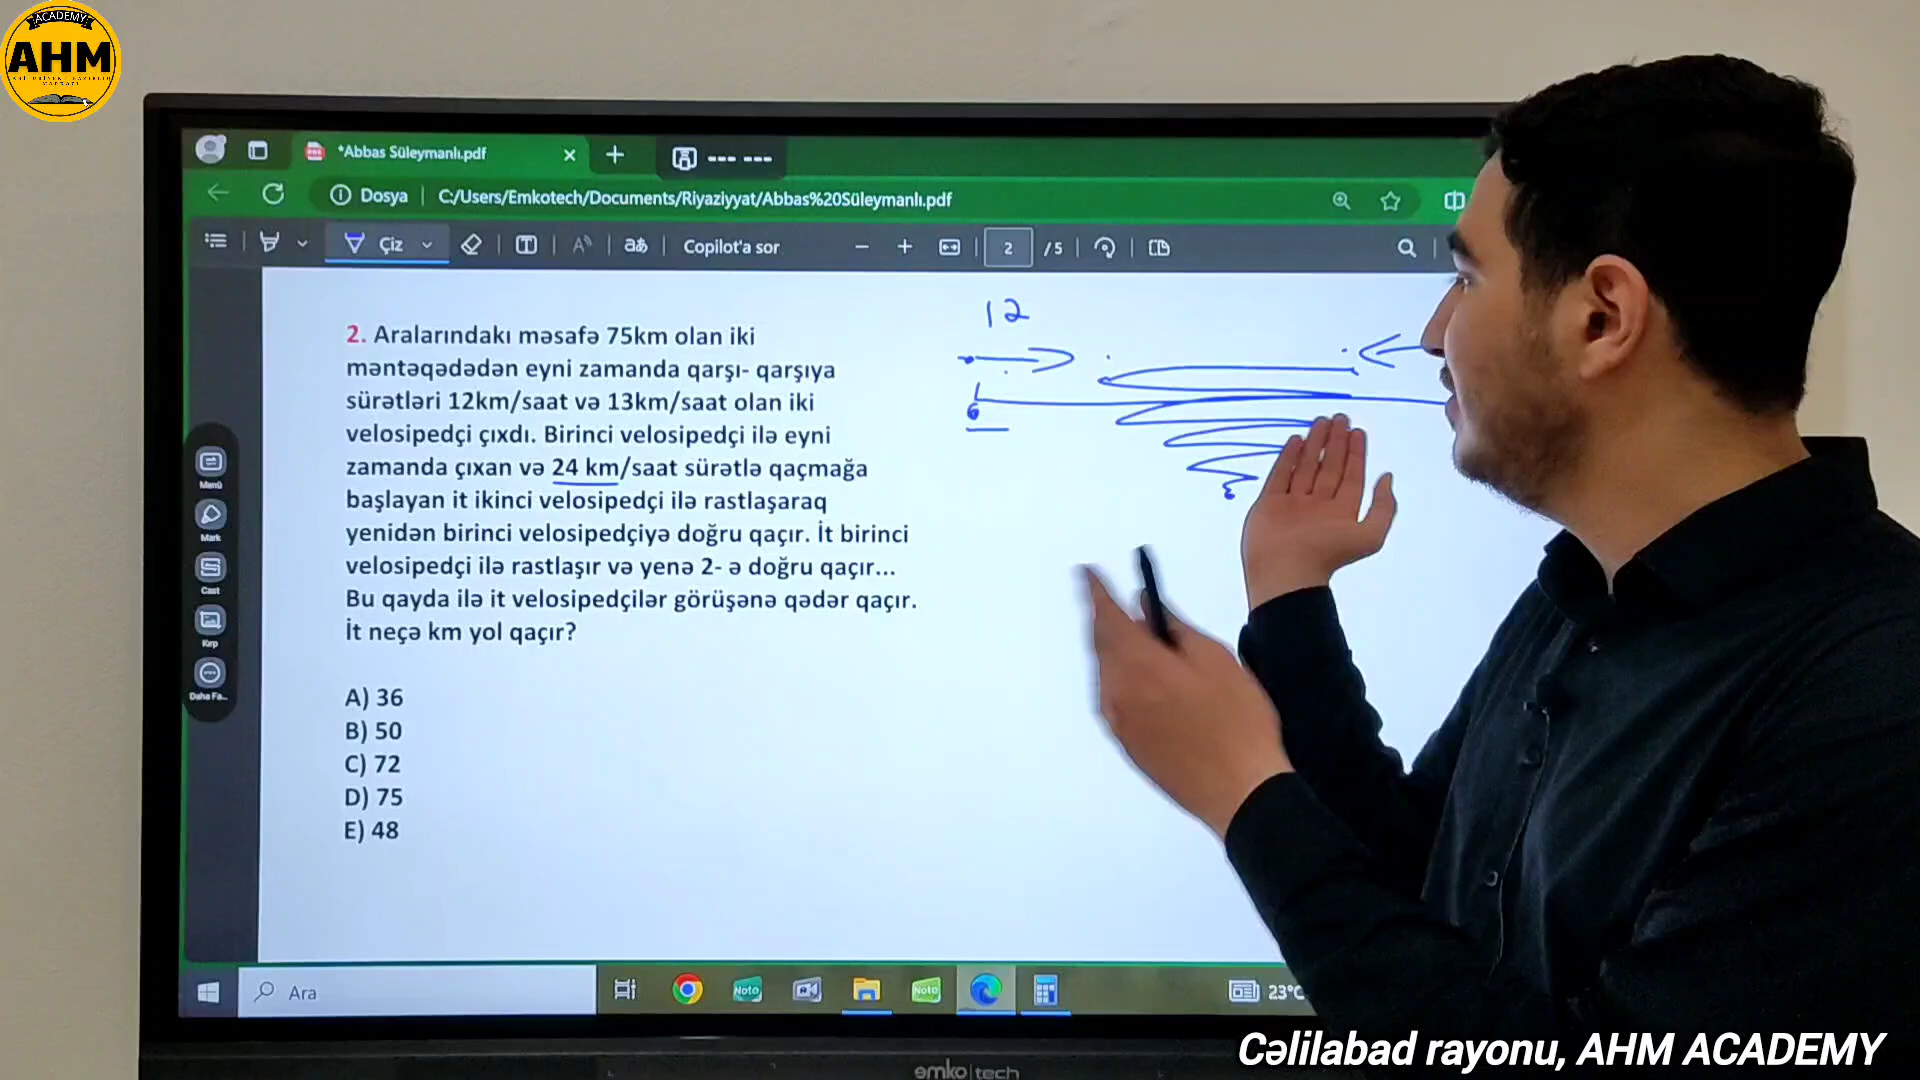 ACADEMY
AHM
*Abbas Süleymanlı.pdf
Dosya
C:/Users/Emkotech/Documents/Riyaziyyat/Abbas%20Süleymanlı.pdf
Çiz
aあ
Copilot'a sor
2 /5
2. Aralarındakı məsafə 75km olan iki
məntəqədədən eyni zamanda qarşı- qarşıya
sürətləri 12km/saat və 13km/saat olan iki
velosipedçi çıxdı. Birinci velosipedçi ilə eyni
zamanda çıxan və 24 km/saat sürətlə qaçmağa
başlayan it ikinci velosipedçi ilə rastlaşaraq
yenidən birinci velosipedçiyə doğru qaçır. İt birinci
velosipedçi ilə rastlaşır və yenə 2- ə doğru qaçır...
Bu qayda ilə it velosipedçilər görüşənə qədər qaçır.
İt neçə km yol qaçır?
A) 36
B) 50
C) 72
D) 75
E) 48
12
Menü
Mark
Cast
Kırp
Daha Fa...
Ara
Noto
Noto
23°C
emko|tech
Cəlilabad rayonu, AHM ACADEMY